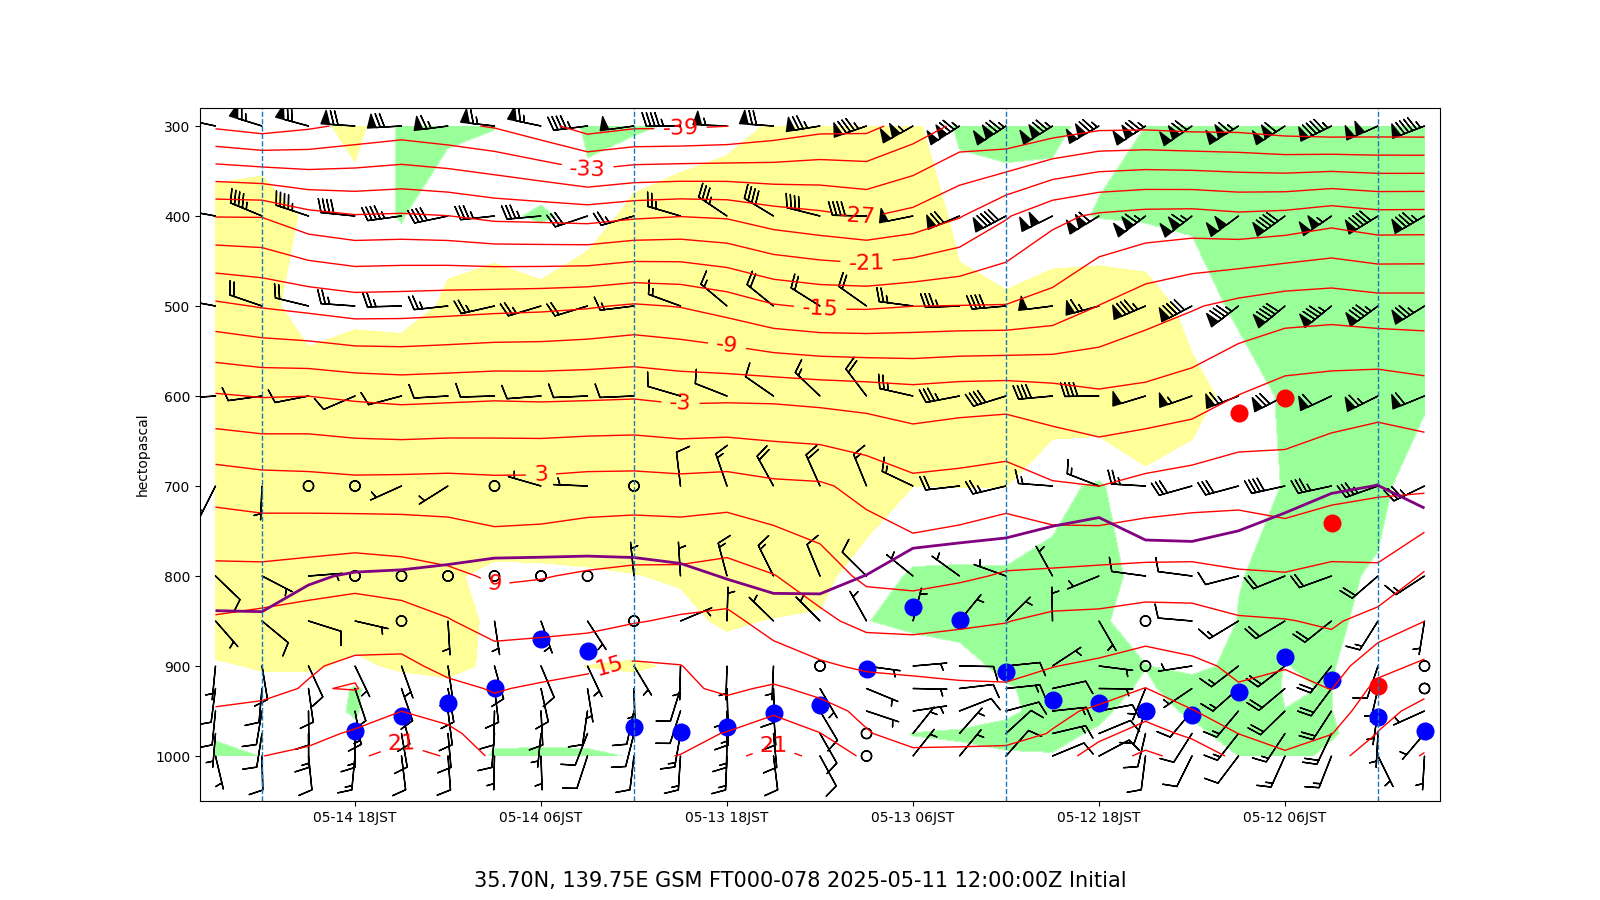 300
400
500
600
700
800
900
1000
hectopascal
-39
-33
27
-21
-15
-9
-3
3
9
15
21
21
05-14 18JST
05-14 06JST
05-13 18JST
05-13 06JST
05-12 18JST
05-12 06JST
35.70N, 139.75E GSM FT000-078 2025-05-11 12:00:00Z Initial